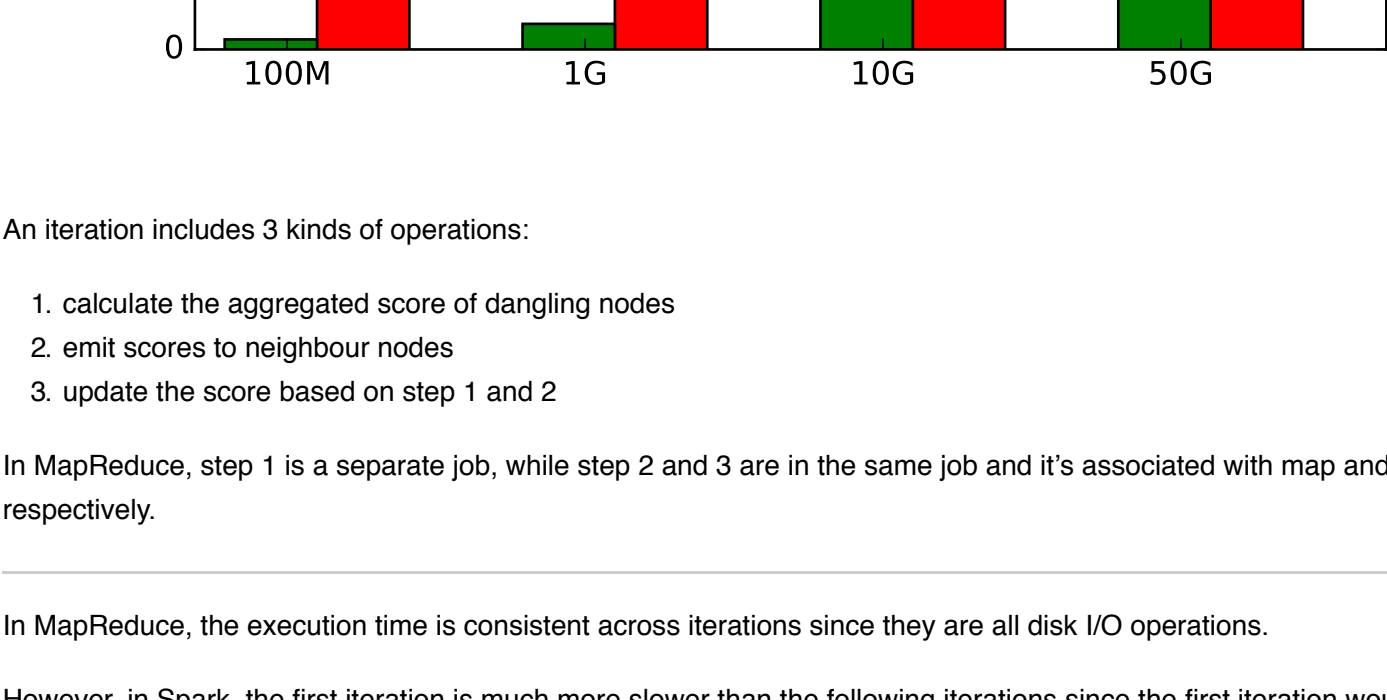 0
100M 1G 10G 50G
An iteration includes 3 kinds of operations:
1. calculate the aggregated score of dangling nodes
2. emit scores to neighbour nodes
3. update the score based on step 1 and 2
In MapReduce, step 1 is a separate job, while step 2 and 3 are in the same job and it's associated with map and
respectively.
In MapReduce, the execution time is consistent across iterations since they are all disk I/O operations.
However, in Spark, the first iteration is much more slower than the following iterations since the first iteration